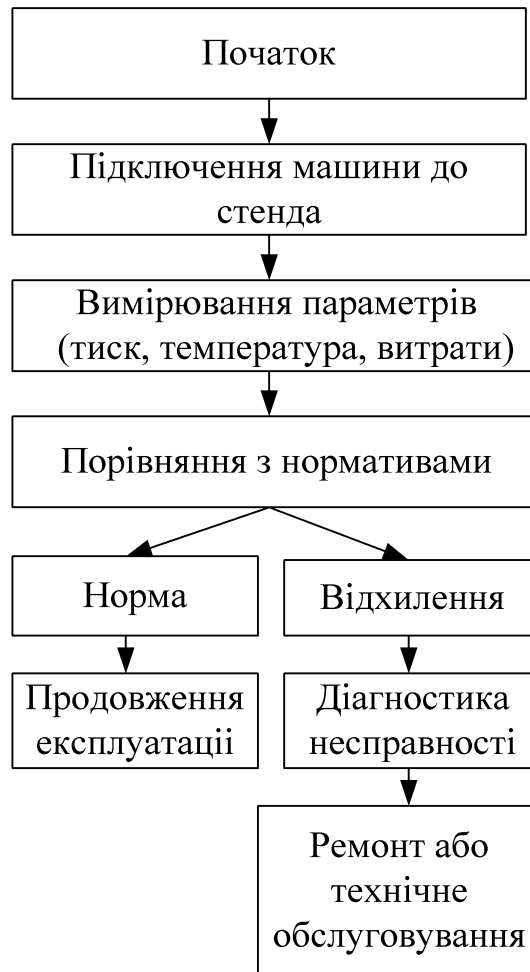 Початок
Підключення машини до
стенда
Вимірювання параметрів
(тиск, температура, витрати)
Порівняння з нормативами
Норма
Відхилення
Продовження
експлуатаціі
Діагностика
несправності
Ремонт або
технічне
обслуговування